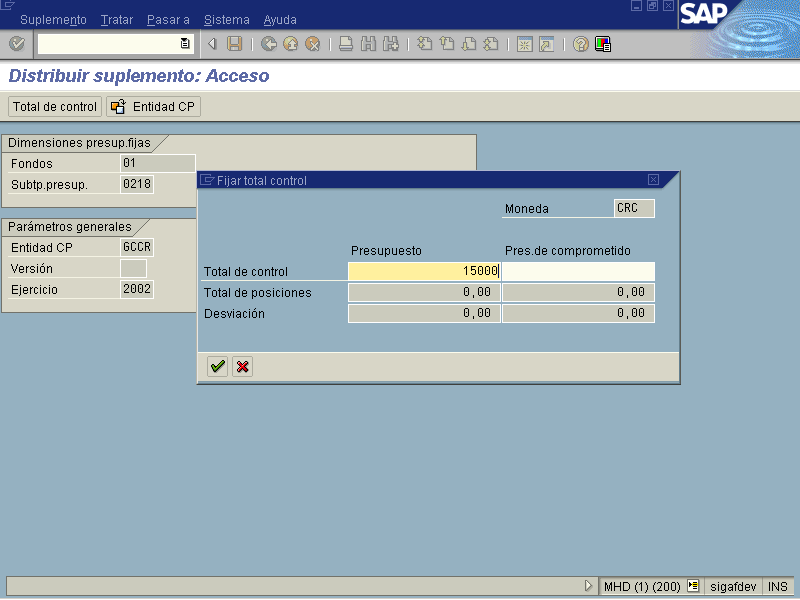 Suplemento Tratar Pasar a Sistema Ayuda
SAP
Distribuir suplemento: Acceso
Total de control Entidad CP
Dimensiones presup.fijas
Fondos 01
Subtp.presup. 0218
Parámetros generales
Entidad CP GCCR
Versión
Ejercicio 2002
Fijar total control
Moneda CRC
Presupuesto Pres.de comprometido
Total de control 15000
Total de posiciones 0,00 0,00
Desviación 0,00 0,00
MHD (1) (200) sigafdev INS